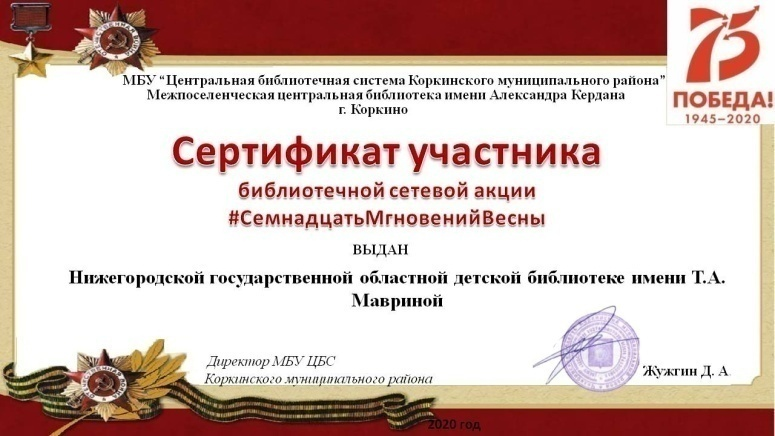 МБУ “Центральная библиотечная система Коркинского муниципального района”
Межпоселенческая центральная библиотека имени Александра Кердана
г. Коркино
75
ПОБЕДА!
1945–2020
Сертификат участника
библиотечной сетевой акции
#СемнадцатьМгновенийВесны
ВЫДАН
Нижегородской государственной областной детской библиотеке имени Т.А.
Мавриной
Директор МБУ ЦБС
Коркинского муниципального района
Жужгин Д. А.
2020 год